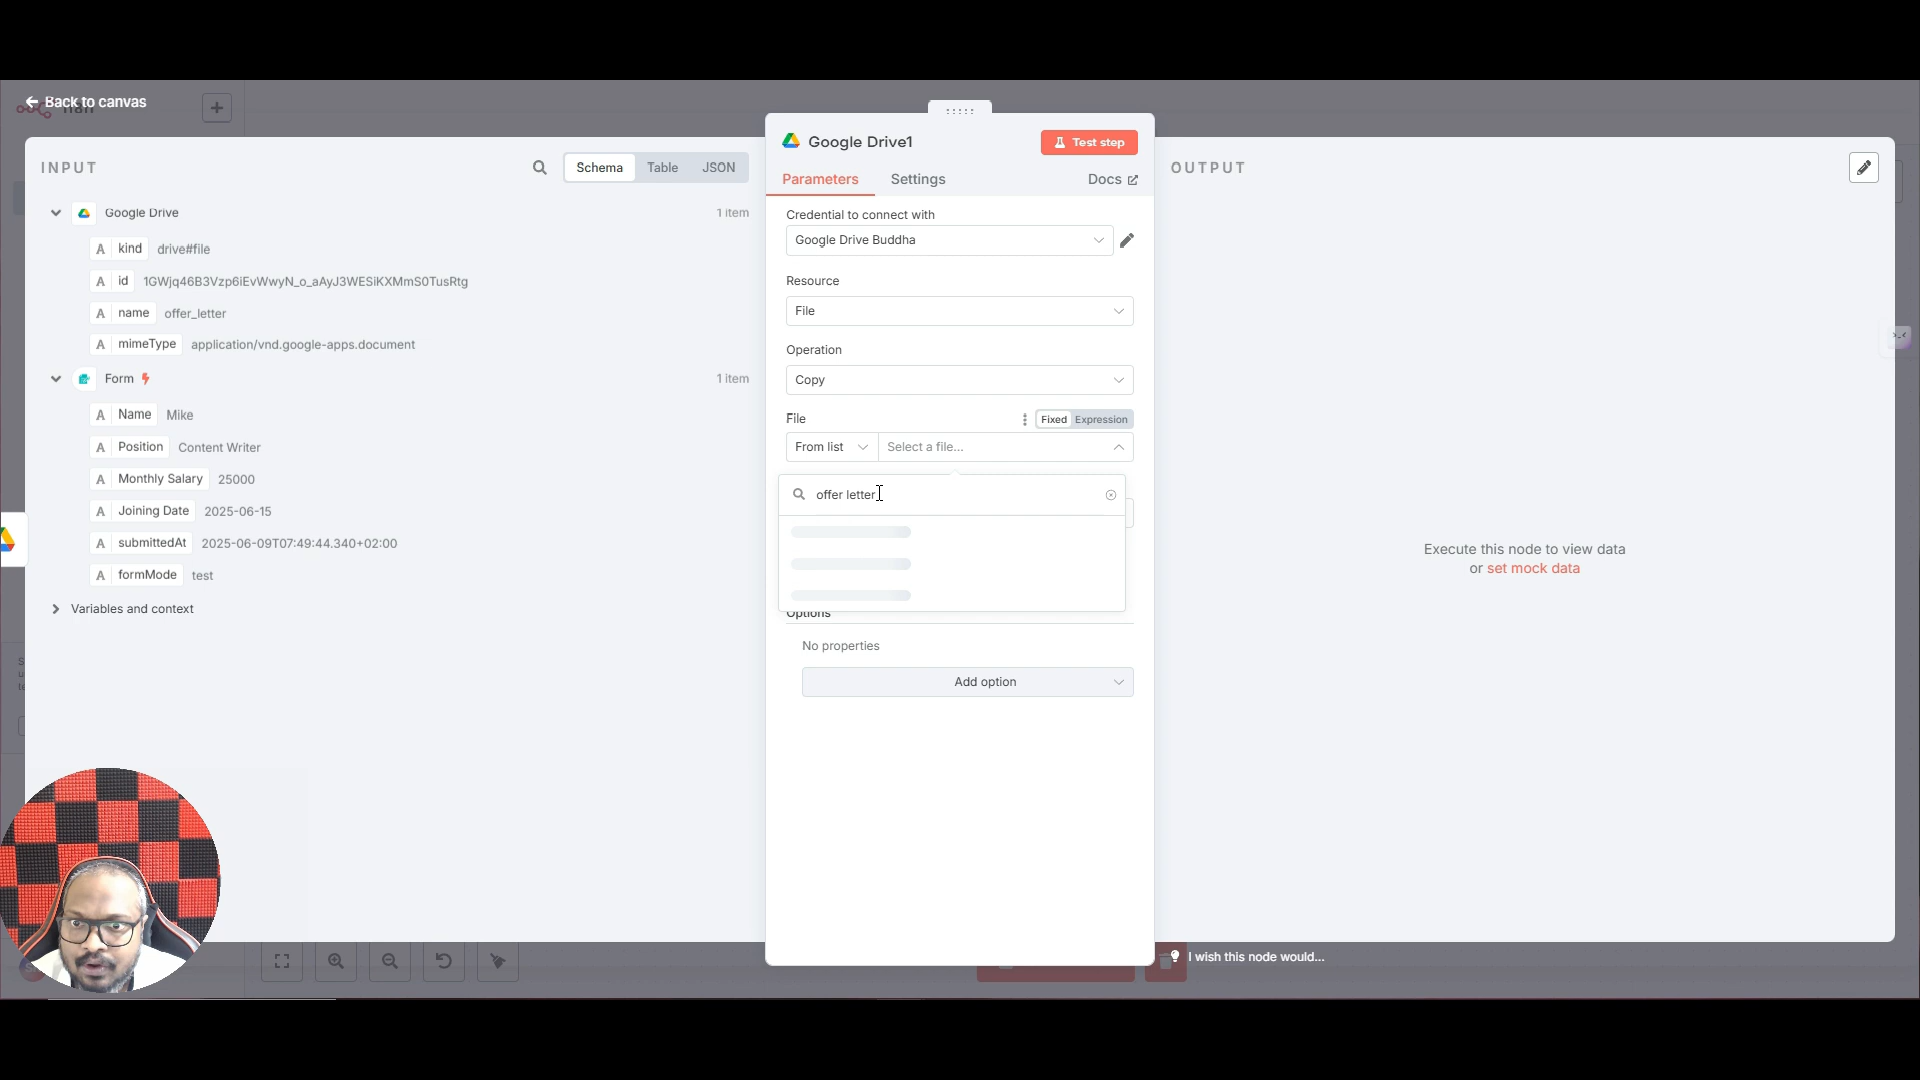 Back to canvas
INPUT
Schema
Table
JSON
Google Drive
1 item
A kind drive#file
A id 1GWjq46B3Vzp6iEvWwyN_o_aAyJ3WESiKXMmS0TusRtg
A name offer_letter
A mimeType application/vnd.google-apps.document
Form
1 item
A Name Mike
A Position Content Writer
A Monthly Salary 25000
A Joining Date 2025-06-15
A submittedAt 2025-06-09T07:49:44.340+02:00
A formMode test
Variables and context
Google Drive1
Test step
Parameters
Settings
Docs
Credential to connect with
Google Drive Buddha
Resource
File
Operation
Copy
File
Fixed
Expression
From list
Select a file...
offer letter
Options
No properties
Add option
I wish this node would...
OUTPUT
Execute this node to view data
or set mock data